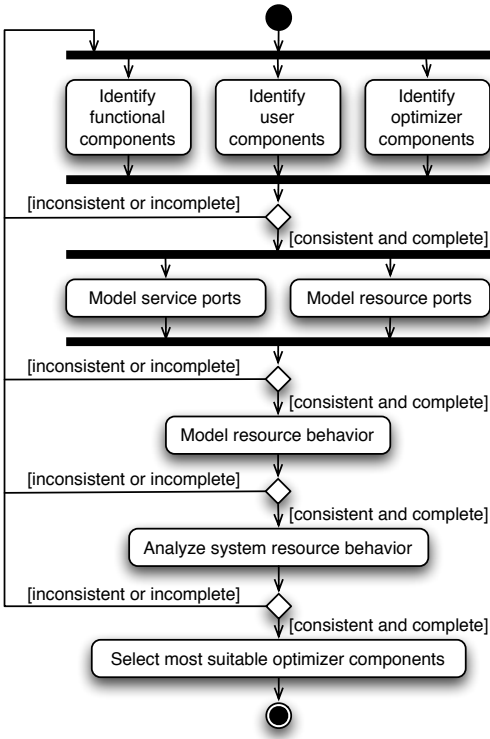 Identify
functional
components
Identify
user
components
Identify
optimizer
components
[inconsistent or incomplete]
[consistent and complete]
Model service ports
Model resource ports
[inconsistent or incomplete]
[consistent and complete]
Model resource behavior
[inconsistent or incomplete]
[consistent and complete]
Analyze system resource behavior
[inconsistent or incomplete]
[consistent and complete]
Select most suitable optimizer components